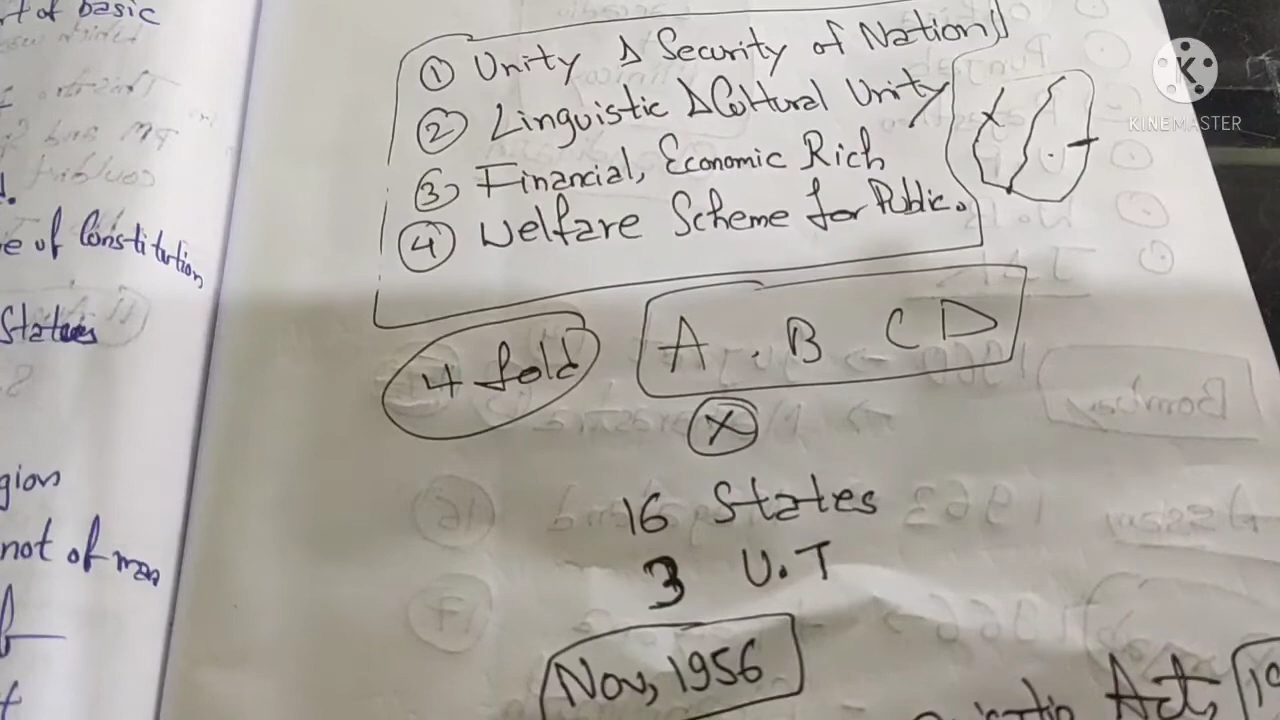 t of basic
① Unity & Security of Nation
② Linguistic & Cultural Unity
③ Financial, Economic Rich
④ Welfare Scheme for Public.
KINEMASTER
e of Constitution
States
4 fold
A, B C D
X
gion
not of man
16 States
3 U.T
Nov, 1956
Act,